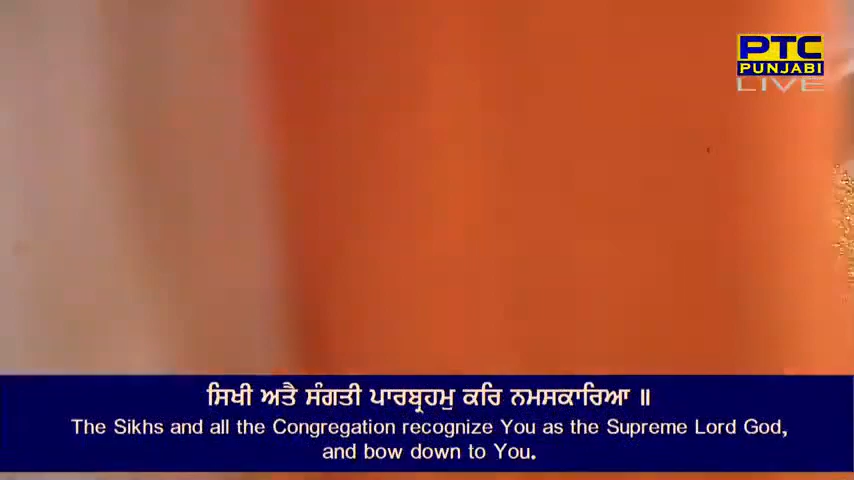 PTC
PUNJABI
LIVE
ਸਿਖੀ ਅਤੈ ਸੰਗਤੀ ਪਾਰਬ੍ਰਹਮੁ ਕਰਿ ਨਮਸਕਾਰਿਆ ॥
The Sikhs and all the Congregation recognize You as the Supreme Lord God,
and bow down to You.